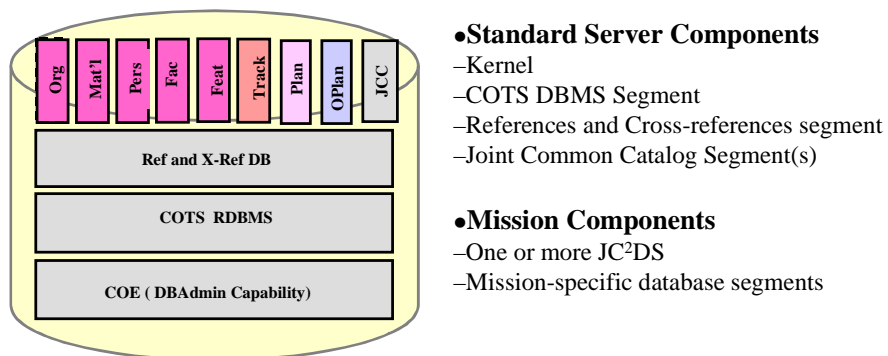 Org
Mat'l
Pers
Fac
Feat
Track
Plan
OPlan
JCC
Ref and X-Ref DB
COTS RDBMS
COE ( DBAdmin Capability)
●Standard Server Components
–Kernel
–COTS DBMS Segment
–References and Cross-references segment
–Joint Common Catalog Segment(s)
●Mission Components
–One or more JC²DS
–Mission-specific database segments